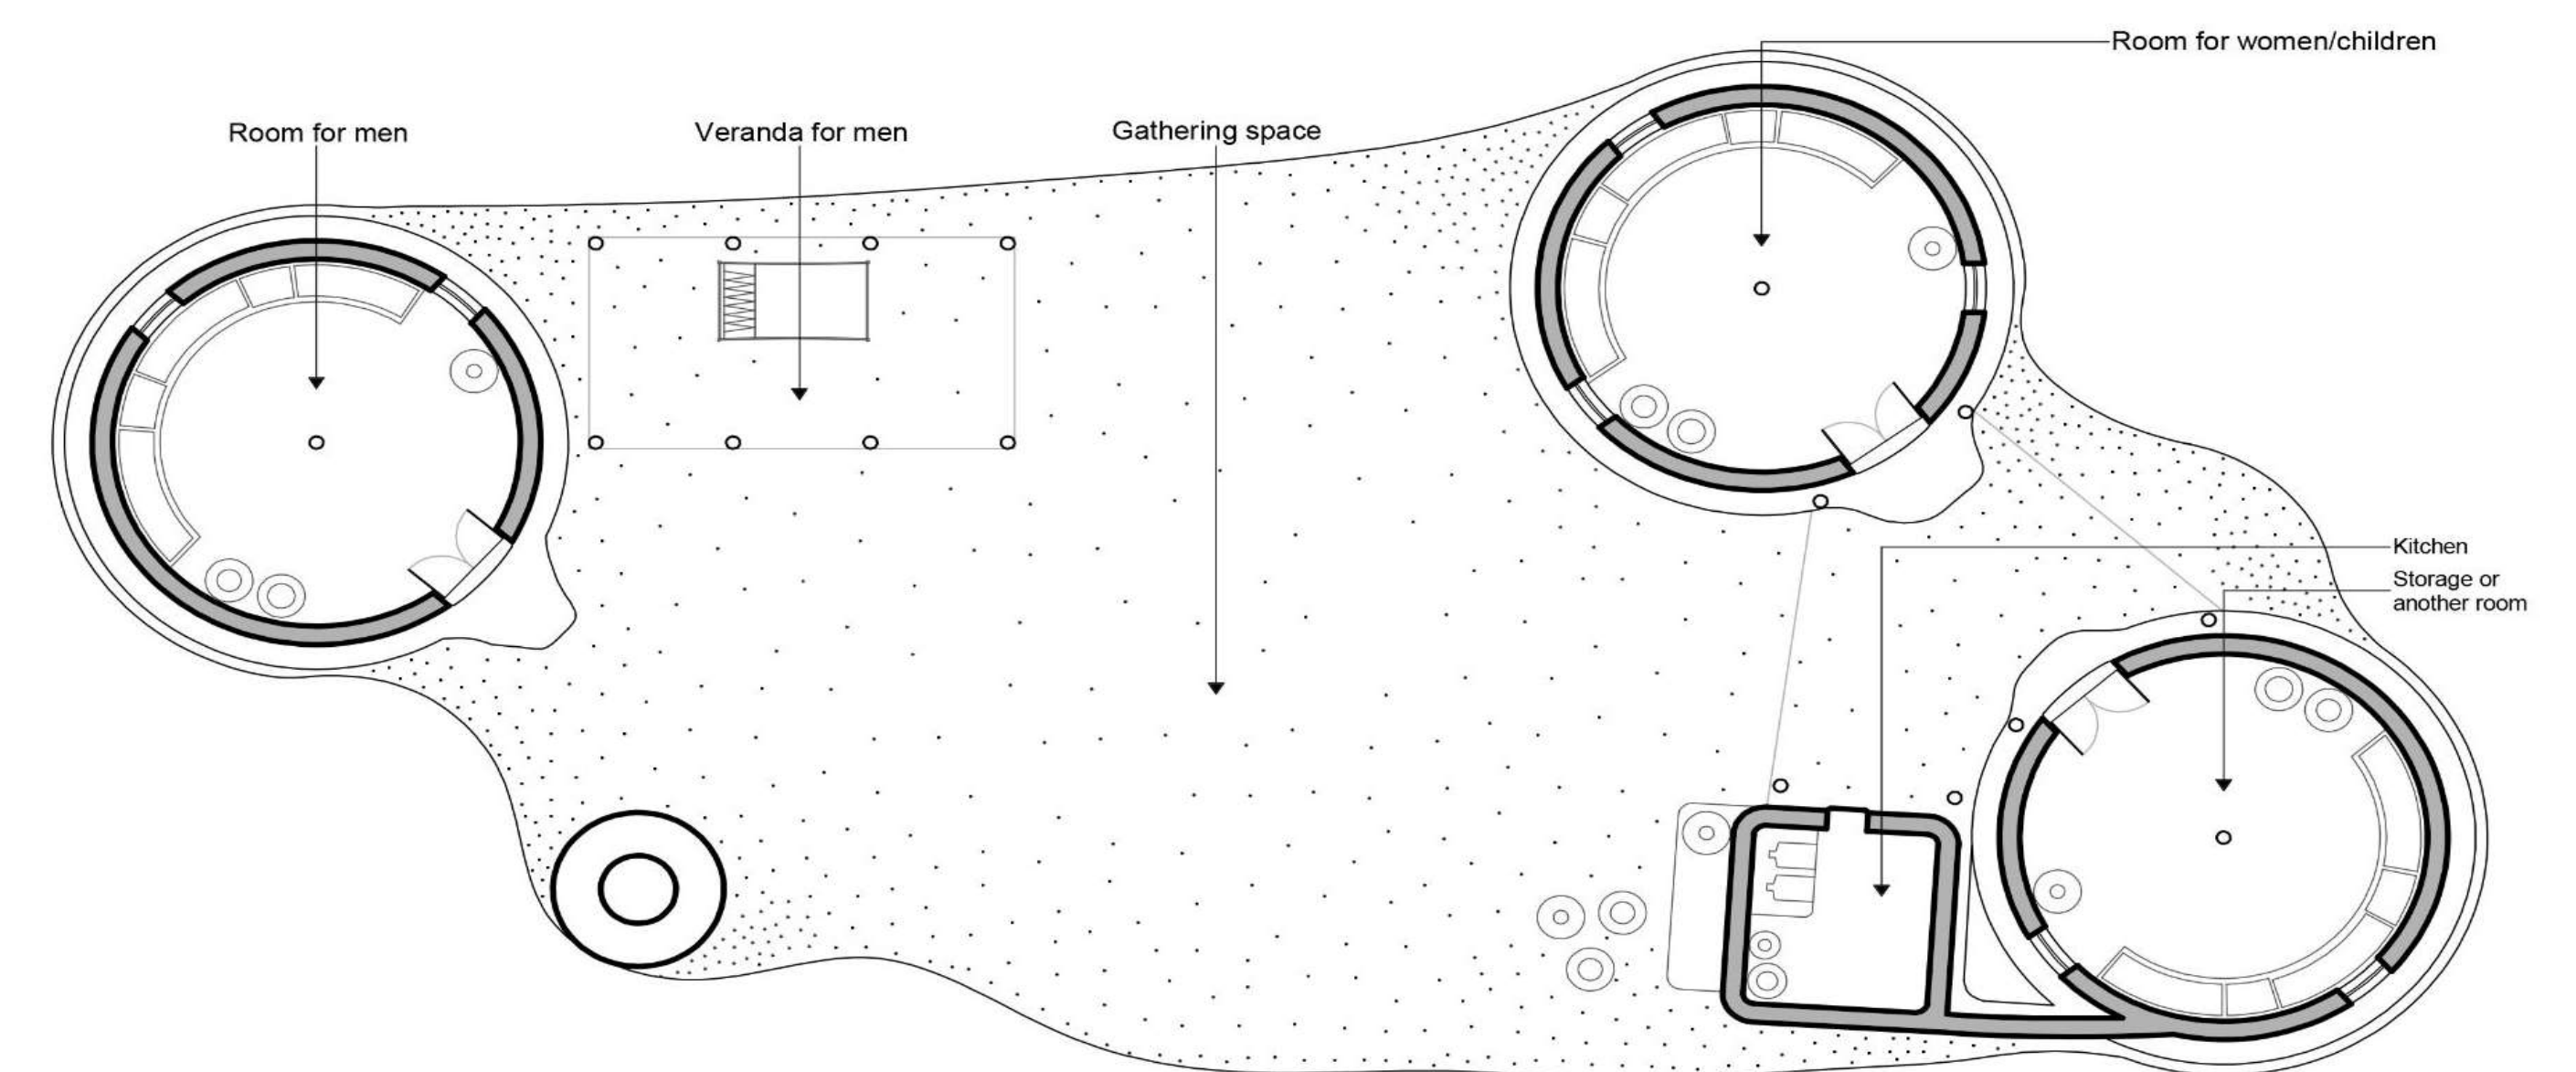 Room for women/children
Room for men
Veranda for men
Gathering space
Kitchen
Storage or
another room